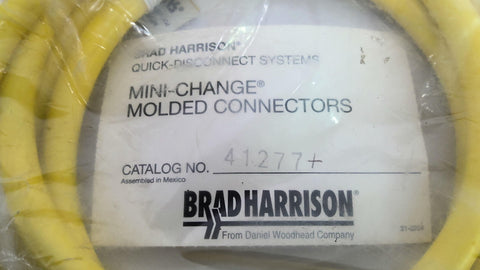 BRAD HARRISON®
QUICK-DISCONNECT SYSTEMS
MINI-CHANGE®
MOLDED CONNECTORS
CATALOG NO. 41277+
Assembled in Mexico
BRADHARRISON®
From Daniel Woodhead Company